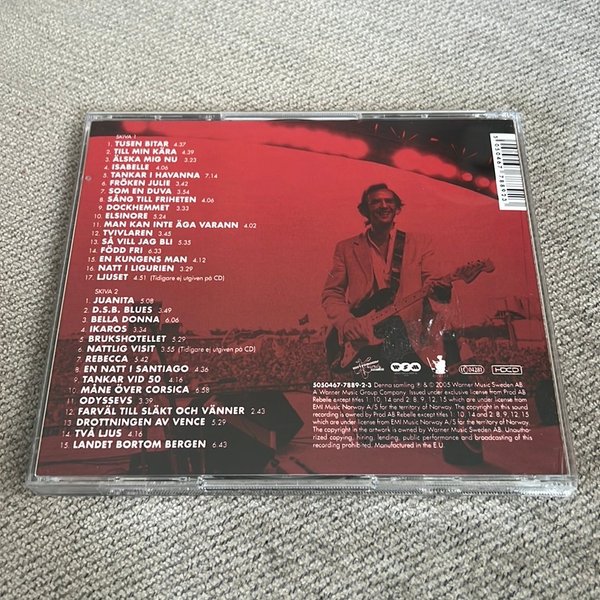 SKIVA 1
1. TUSEN BITAR 4.37
2. TILL MIN KÄRA 4.39
3. ÄLSKA MIG NU 3.23
4. ISABELLE 4.06
5. TANKAR I HAVANNA 7:14
6. FRÖKEN JULIE 3.42
7. SOM EN DUVA 3.54
8. SÅNG TILL FRIHETEN 4.06
9. DOCKHEMMET 3.33
10. ELSINORE 5.24
11. MAN KAN INTE ÄGA VARANN 4.02
12. TVIVLAREN 5.41
13. SÅ VILL JAG BLI 5.35
14. FÖDD FRI 6.33
15. EN KUNGENS MAN 4.12
16. NATT I LIGURIEN 3.29
17. LJUSET 4.51 (Tidigare ej utgiven på CD)
SKIVA 2
1. JUANITA 5.08
2. D.S.B. BLUES 3.49
3. BELLA DONNA 6.06
4. IKAROS 3.34
5. BRUKSHOTELLET 5.29
6. NATTLIG VISIT 3.55 (Tidigare ej utgiven på CD)
7. REBECCA 4.02
8. EN NATT I SANTIAGO 4.36
9. TANKAR VID 50 4.16
10. MÅNE ÖVER CORSICA 6.58
11. ODYSSEVS 4.09
12. FARVÄL TILL SLÄKT OCH VÄNNER 2.43
13. DROTTNINGEN AV VENCE 5.29
14. TVÅ LJUS 4.16
15. LANDET BORTOM BERGEN 6.43
5 050467 788923
HDCD
5050467-7889-2-3 Denna samling ℗ & © 2005 Warner Music Sweden AB.
A Warner Music Group Company. Issued under exclusive license from Prod AB
Rebelle except titles 1: 10, 14 and 2: 8, 9, 12, 15 which are under license from
EMI Music Norway A/S for the territory of Norway. The copyright in this sound
recording is owned by Prod AB Rebelle except titles 1: 10, 14 and 2: 8, 9, 12, 15
which are under license from EMI Music Norway A/S for the territory of Norway.
The copyright in the artwork is owned by Warner Music Sweden AB. Unautho-
rized copying, hiring, lending, public performance and broadcasting of this
recording prohibited. Manufactured in the E.U.